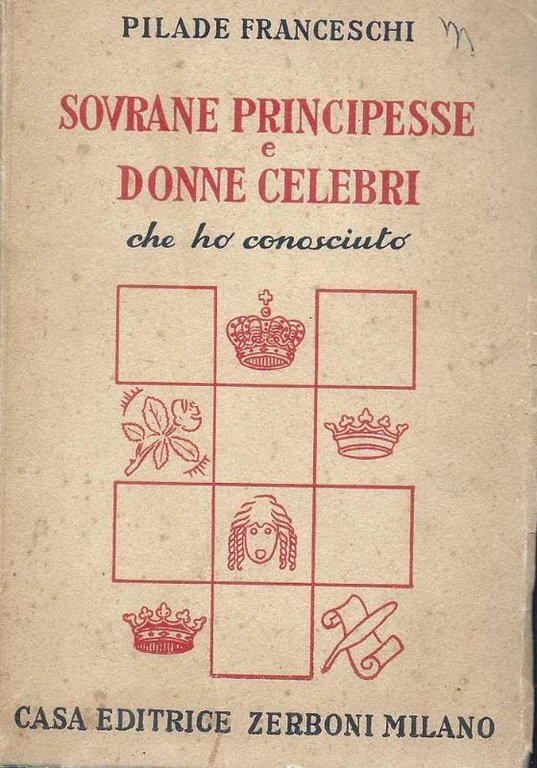 PILADE FRANCESCHI
SOVRANE PRINCIPESSE
e
DONNE CELEBRI
che ho conosciuto
CASA EDITRICE ZERBONI MILANO